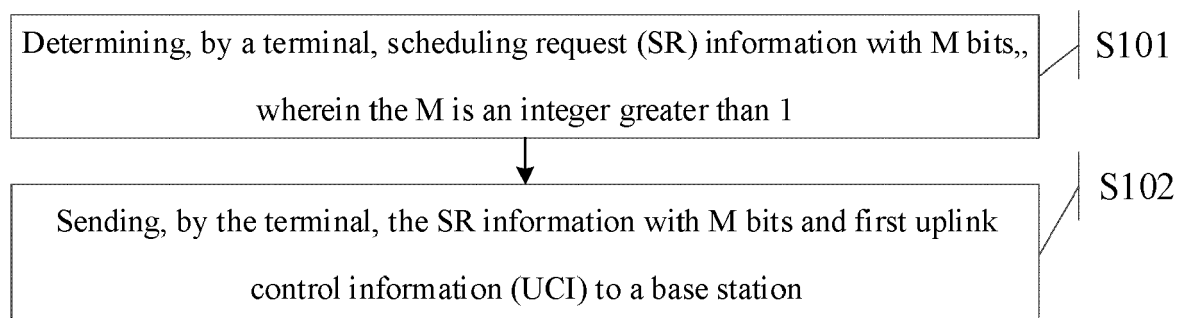 Determining, by a terminal, scheduling request (SR) information with M bits,,
wherein the M is an integer greater than 1
S101
Sending, by the terminal, the SR information with M bits and first uplink
control information (UCI) to a base station
S102